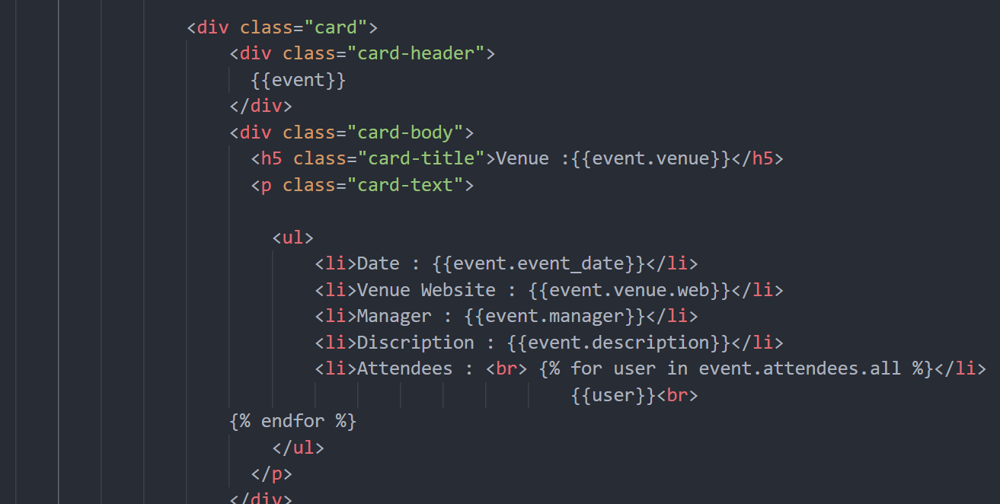 <div class="card">
<div class="card-header">
{{event}}
</div>
<div class="card-body">
<h5 class="card-title">Venue :{{event.venue}}</h5>
<p class="card-text">
<ul>
<li>Date : {{event.event_date}}</li>
<li>Venue Website : {{event.venue.web}}</li>
<li>Manager : {{event.manager}}</li>
<li>Discription : {{event.description}}</li>
<li>Attendees : <br> {% for user in event.attendees.all %}</li>
{{user}}<br>
{% endfor %}
</ul>
</p>
</div>